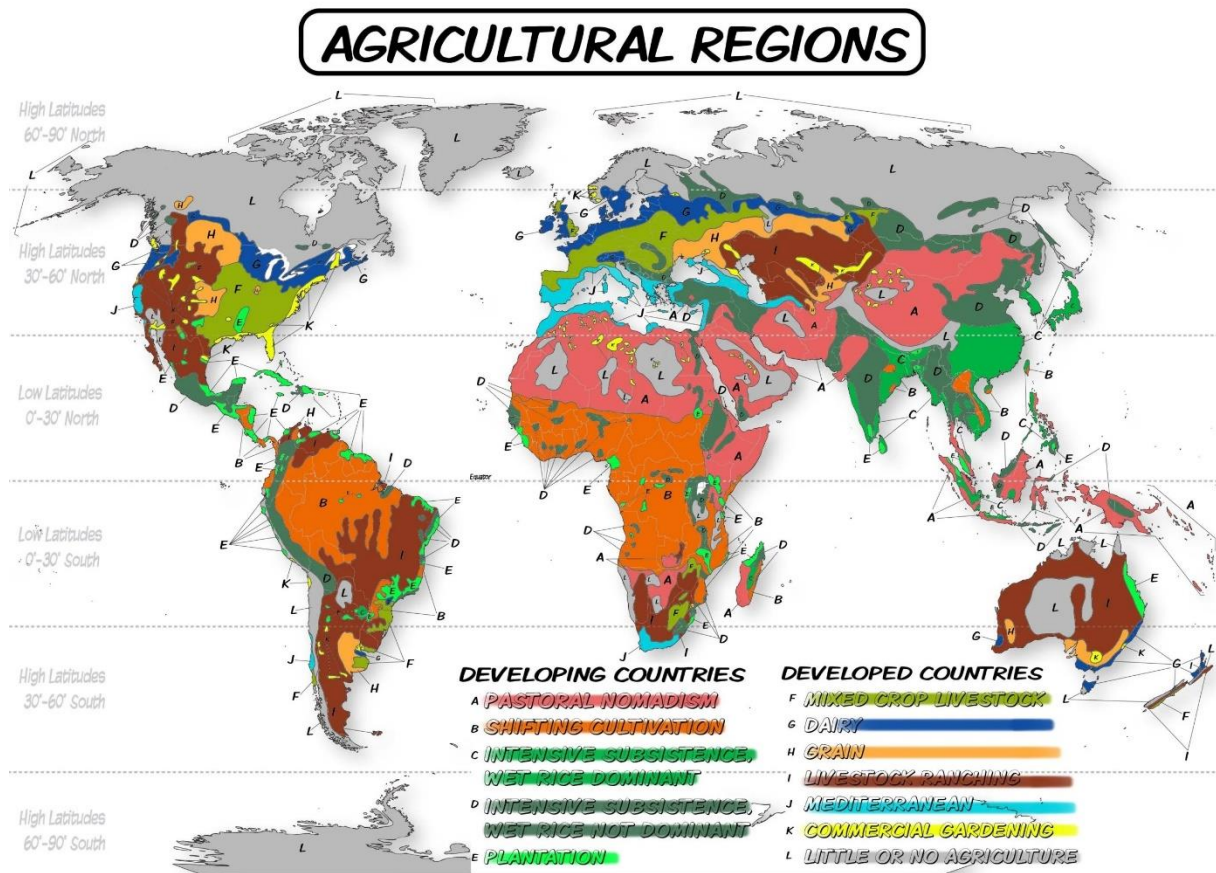 AGRICULTURAL REGIONS
High Latitudes
60°-90° North
High Latitudes
30°-60° North
Low Latitudes
0°-30° North
Equator
Low Latitudes
0°-30° South
High Latitudes
30°-60° South
High Latitudes
60°-90° South
DEVELOPING COUNTRIES
A PASTORAL NOMADISM
B SHIFTING CULTIVATION
C INTENSIVE SUBSISTENCE,
WET RICE DOMINANT
D INTENSIVE SUBSISTENCE,
WET RICE NOT DOMINANT
E PLANTATION
DEVELOPED COUNTRIES
F MIXED CROP LIVESTOCK
G DAIRY
H GRAIN
I LIVESTOCK RANCHING
J MEDITERRANEAN
K COMMERCIAL GARDENING
L LITTLE OR NO AGRICULTURE